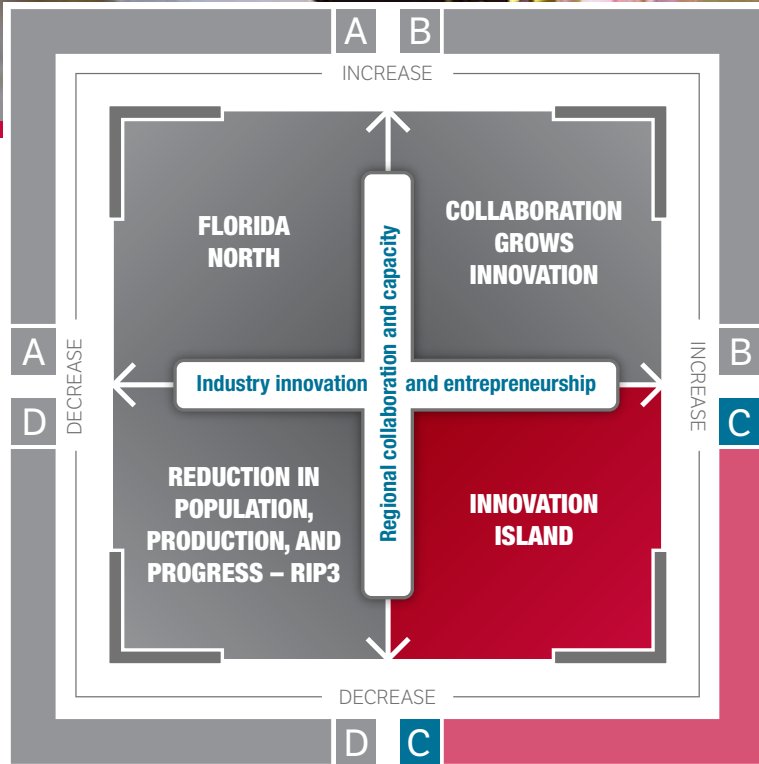 A B
INCREASE
FLORIDA
NORTH
COLLABORATION
GROWS
INNOVATION
Regional collaboration and capacity
A
B
DECREASE
INCREASE
Industry innovation and entrepreneurship
D
C
REDUCTION IN
POPULATION,
PRODUCTION, AND
PROGRESS – RIP3
INNOVATION
ISLAND
DECREASE
D C